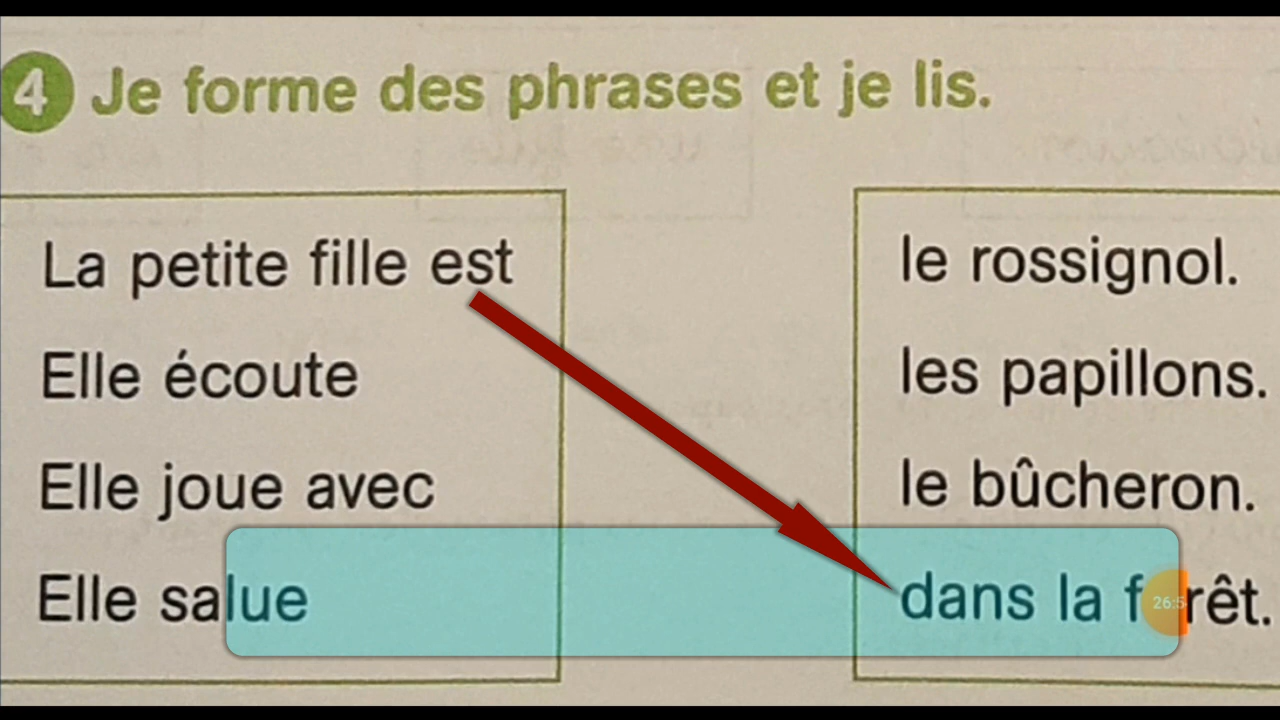 4 Je forme des phrases et je lis.
La petite fille est
Elle écoute
Elle joue avec
Elle salue
le rossignol.
les papillons.
le bûcheron.
dans la forêt.